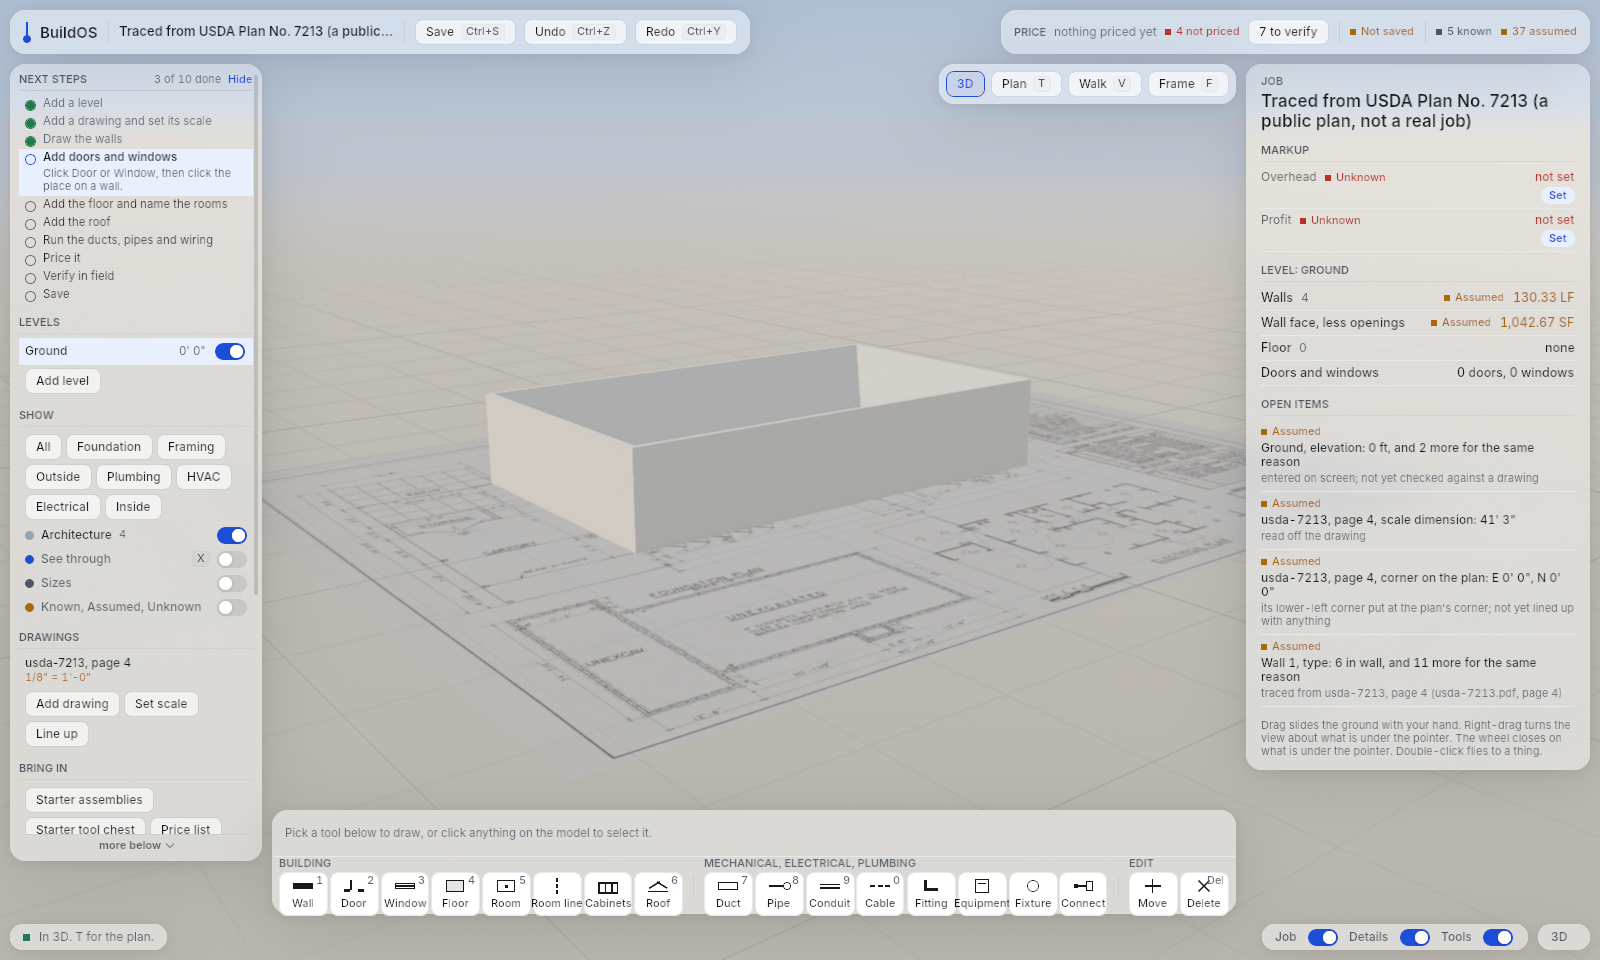 BuildOS
Traced from USDA Plan No. 7213 (a public...
Save Ctrl+S
Undo Ctrl+Z
Redo Ctrl+Y
PRICE nothing priced yet 4 not priced 7 to verify Not saved 5 known 37 assumed
3D
Plan T
Walk V
Frame F
NEXT STEPS 3 of 10 done Hide
Add a level
Add a drawing and set its scale
Draw the walls
Add doors and windows
Click Door or Window, then click the
place on a wall.
Add the floor and name the rooms
Add the roof
Run the ducts, pipes and wiring
Price it
Verify in field
Save
LEVELS
Ground 0' 0"
Add level
SHOW
All Foundation Framing
Outside Plumbing HVAC
Electrical Inside
Architecture 4
See through X
Sizes
Known, Assumed, Unknown
DRAWINGS
usda-7213, page 4
1/8" = 1'-0"
Add drawing Set scale
Line up
BRING IN
Starter assemblies
Starter tool chest Price list
more below
FOUNDATION PLAN
UNEXCAVATED
UNEXCAV.
JOB
Traced from USDA Plan No. 7213 (a
public plan, not a real job)
MARKUP
Overhead Unknown not set
Set
Profit Unknown not set
Set
LEVEL: GROUND
Walls 4 Assumed 130.33 LF
Wall face, less openings Assumed 1,042.67 SF
Floor 0 none
Doors and windows 0 doors, 0 windows
OPEN ITEMS
Assumed
Ground, elevation: 0 ft, and 2 more for the same
reason
entered on screen; not yet checked against a drawing
Assumed
usda-7213, page 4, scale dimension: 41' 3"
read off the drawing
Assumed
usda-7213, page 4, corner on the plan: E 0' 0", N 0'
0"
its lower-left corner put at the plan's corner; not yet lined up
with anything
Assumed
Wall 1, type: 6 in wall, and 11 more for the same
reason
traced from usda-7213, page 4 (usda-7213.pdf, page 4)
Drag slides the ground with your hand. Right-drag turns the
view about what is under the pointer. The wheel closes on
what is under the pointer. Double-click flies to a thing.
Pick a tool below to draw, or click anything on the model to select it.
BUILDING
Wall 1
Door 2
Window 3
Floor 4
Room 5
Room line
Cabinets
Roof 6
MECHANICAL, ELECTRICAL, PLUMBING
Duct 7
Pipe 8
Conduit 9
Cable 0
Fitting
Equipment
Fixture
Connect
EDIT
Move
Delete Del
In 3D. T for the plan.
Job Details Tools 3D